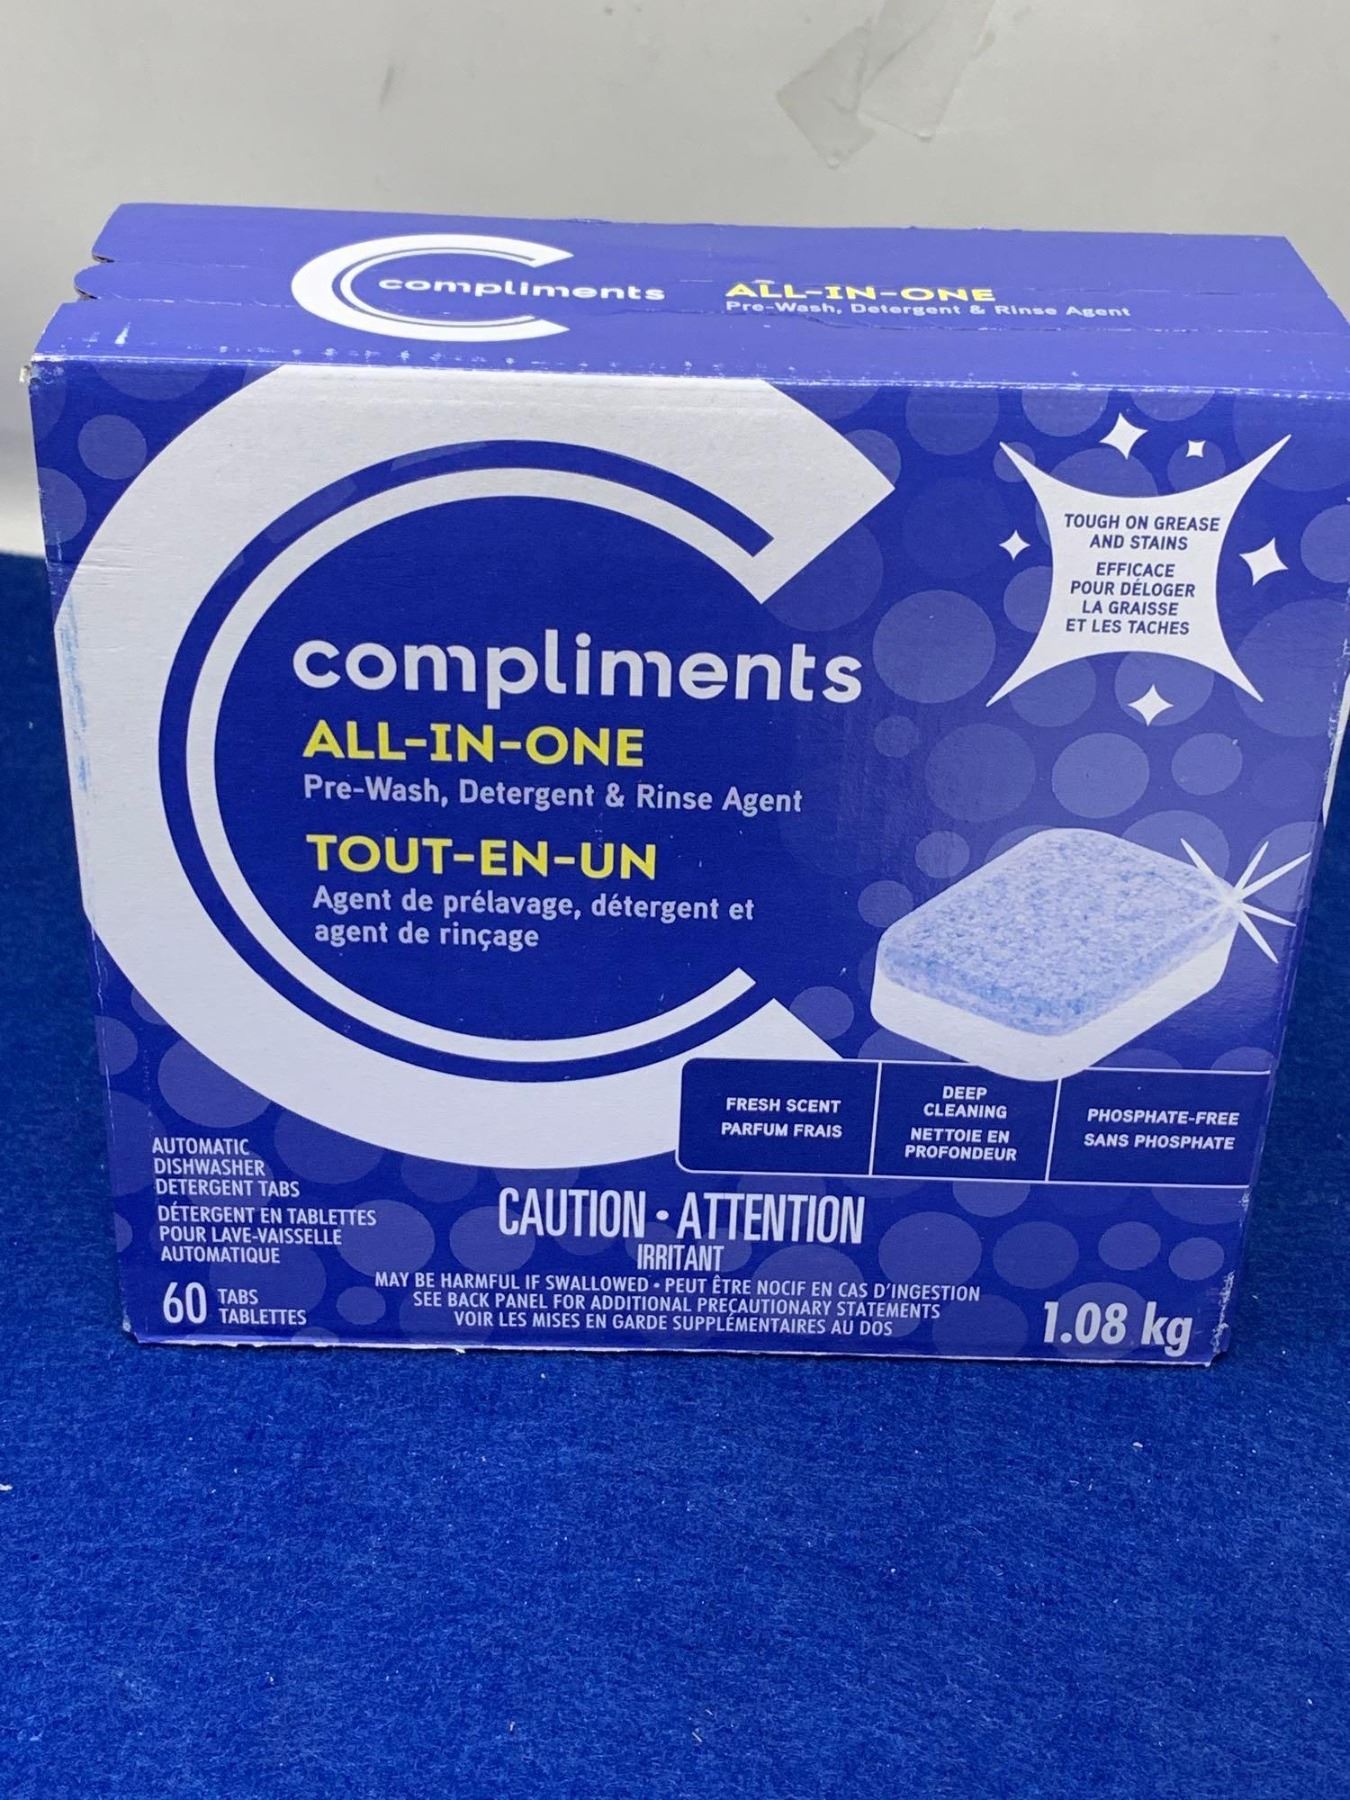 compliments
ALL-IN-ONE
Pre-Wash, Detergent & Rinse Agent
compliments
ALL-IN-ONE
Pre-Wash, Detergent & Rinse Agent
TOUT-EN-UN
Agent de prélavage, détergent et
agent de rinçage
TOUGH ON GREASE
AND STAINS
EFFICACE
POUR DÉLOGER
LA GRAISSE
ET LES TACHES
FRESH SCENT
PARFUM FRAIS
DEEP
CLEANING
NETTOIE EN
PROFONDEUR
PHOSPHATE-FREE
SANS PHOSPHATE
AUTOMATIC
DISHWASHER
DETERGENT TABS
DÉTERGENT EN TABLETTES
POUR LAVE-VAISSELLE
AUTOMATIQUE
60 TABS
TABLETTES
CAUTION • ATTENTION
IRRITANT
MAY BE HARMFUL IF SWALLOWED • PEUT ÊTRE NOCIF EN CAS D'INGESTION
SEE BACK PANEL FOR ADDITIONAL PRECAUTIONARY STATEMENTS
VOIR LES MISES EN GARDE SUPPLÉMENTAIRES AU DOS
1.08 kg